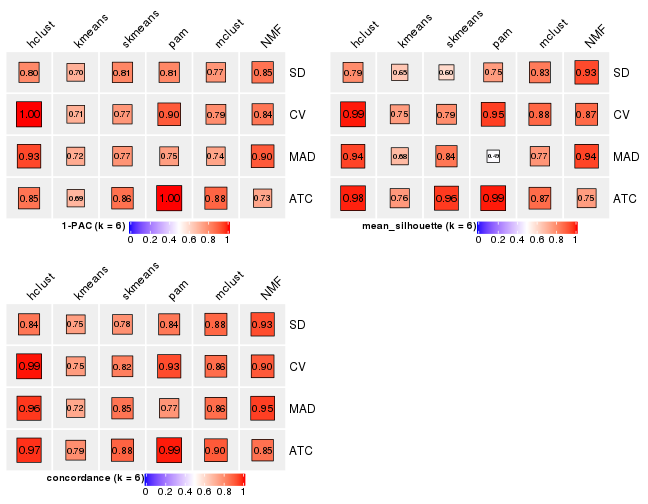 hclust kmeans skmeans pam mclust NMF
0.80 0.70 0.81 0.81 0.77 0.85 SD
1.00 0.71 0.77 0.90 0.79 0.84 CV
0.93 0.72 0.77 0.75 0.74 0.90 MAD
0.85 0.69 0.86 1.00 0.88 0.73 ATC
1-PAC (k = 6) 0 0.2 0.4 0.6 0.8 1
hclust kmeans skmeans pam mclust NMF
0.79 0.65 0.60 0.75 0.83 0.93 SD
0.99 0.75 0.79 0.95 0.88 0.87 CV
0.94 0.68 0.84 0.49 0.77 0.94 MAD
0.98 0.76 0.96 0.99 0.87 0.75 ATC
mean_silhouette (k = 6) 0 0.2 0.4 0.6 0.8 1
hclust kmeans skmeans pam mclust NMF
0.84 0.75 0.78 0.84 0.88 0.93 SD
0.99 0.75 0.82 0.93 0.86 0.90 CV
0.96 0.72 0.85 0.77 0.86 0.95 MAD
0.97 0.79 0.88 0.99 0.90 0.85 ATC
concordance (k = 6) 0 0.2 0.4 0.6 0.8 1